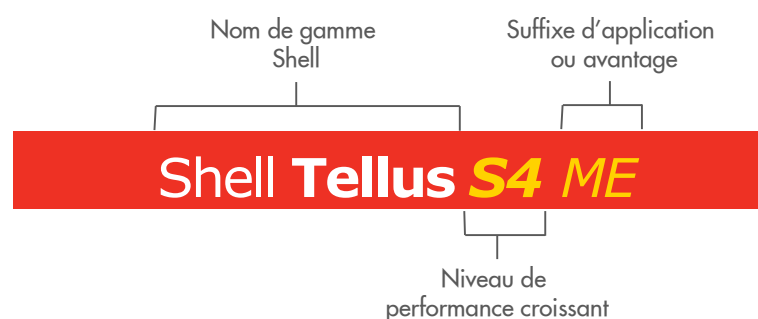 Nom de gamme
Shell
Suffixe d’application
ou avantage
Shell Tellus S4 ME
Niveau de
performance croissant